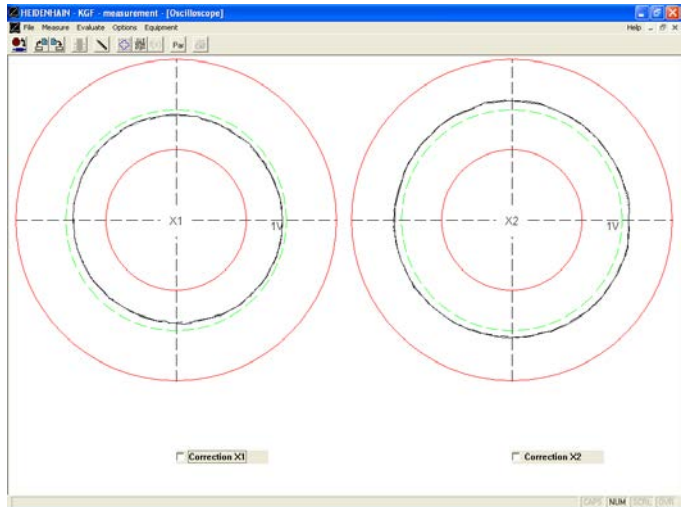 HEIDENHAIN - KGF - measurement - [Oscilloscope]
File Measure Evaluate Options Equipment Help
Par
X1 1V X2 1V
Correction X1 Correction X2
CAPS NUM SCRL OVR